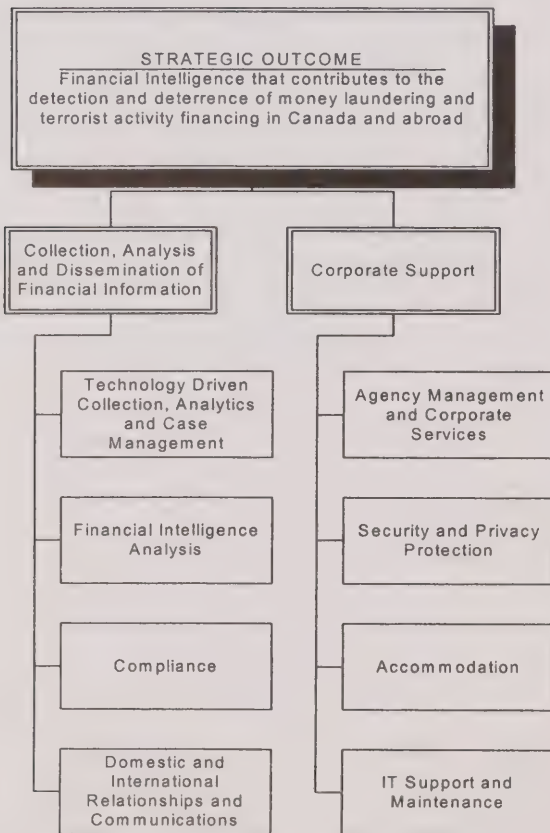 STRATEGIC OUTCOME
Financial Intelligence that contributes to the
detection and deterrence of money laundering and
terrorist activity financing in Canada and abroad
Collection, Analysis
and Dissemination of
Financial Information
Corporate Support
Technology Driven
Collection, Analytics
and Case
Management
Financial Intelligence
Analysis
Compliance
Domestic and
International
Relationships and
Communications
Agency Management
and Corporate
Services
Security and Privacy
Protection
Accommodation
IT Support and
Maintenance